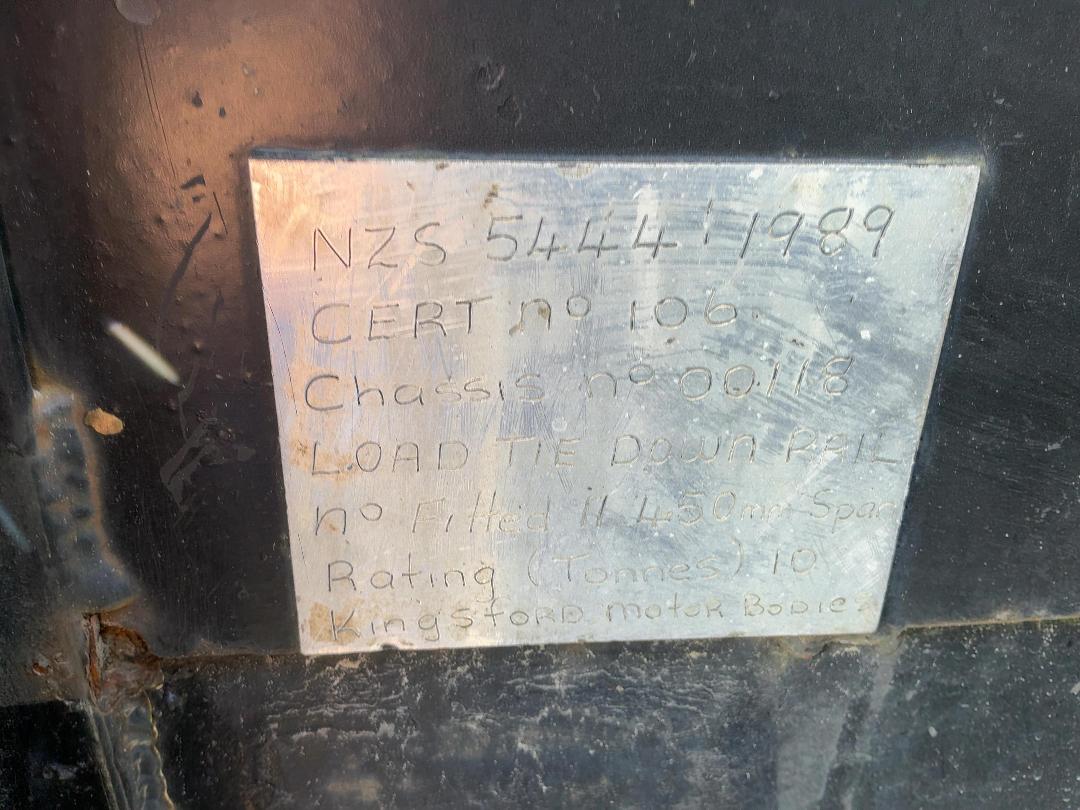 NZS 5444 1989
CERT no 106.
Chassis no 00118
LOAD TIE DOWN RAIL
no Fitted 11 450mm Span
Rating (Tonnes) 10
KingsfORD motoR BODIES